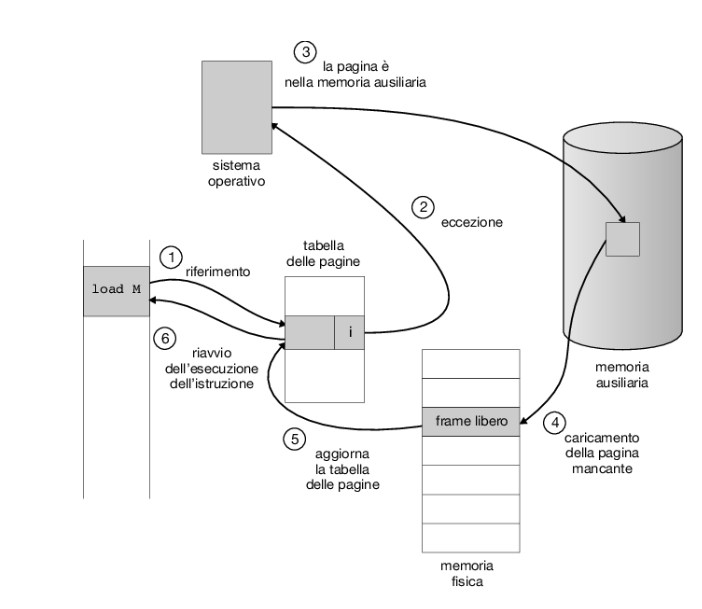 3
la pagina è
nella memoria ausiliaria
sistema
operativo
2
eccezione
tabella
delle pagine
1
riferimento
load M
i
6
riavvio
dell'esecuzione
dell'istruzione
memoria
ausiliaria
frame libero
4
caricamento
della pagina
mancante
5
aggiorna
la tabella
delle pagine
memoria
fisica